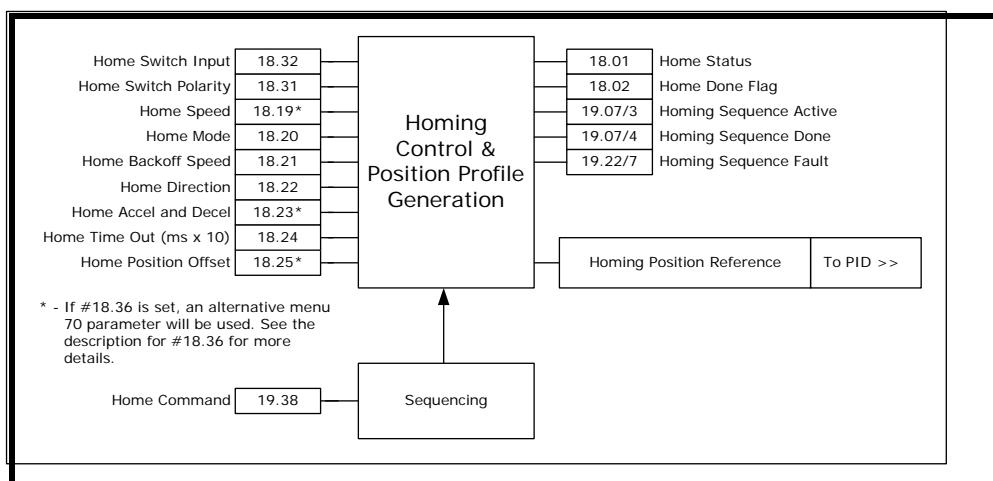 Home Switch Input 18.32
Home Switch Polarity 18.31
Home Speed 18.19*
Home Mode 18.20
Home Backoff Speed 18.21
Home Direction 18.22
Home Accel and Decel 18.23*
Home Time Out (ms x 10) 18.24
Home Position Offset 18.25*
Homing
Control &
Position Profile
Generation
18.01 Home Status
18.02 Home Done Flag
19.07/3 Homing Sequence Active
19.07/4 Homing Sequence Done
19.22/7 Homing Sequence Fault
Homing Position Reference To PID >>
* - If #18.36 is set, an alternative menu
70 parameter will be used. See the
description for #18.36 for more
details.
Home Command 19.38
Sequencing